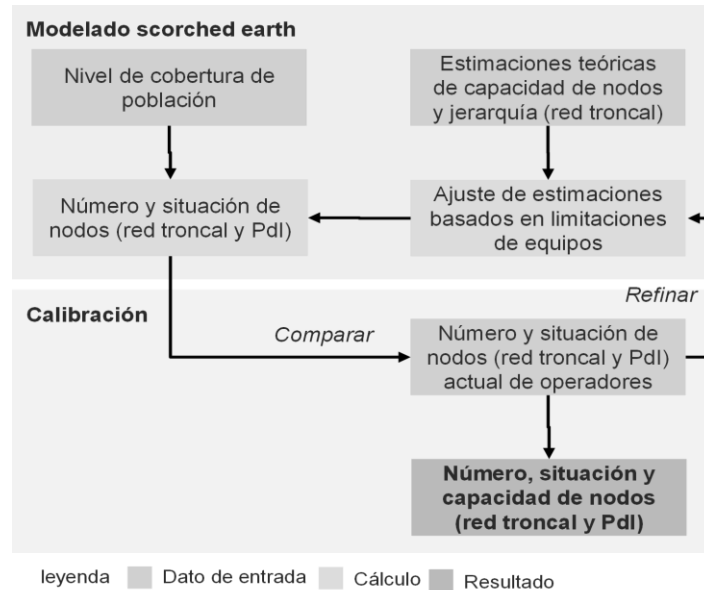 Modelado scorched earth
Nivel de cobertura de
población
Estimaciones teóricas
de capacidad de nodos
y jerarquía (red troncal)
Número y situación de
nodos (red troncal y PdI)
Ajuste de estimaciones
basados en limitaciones
de equipos
Refinar
Calibración
Comparar
Número y situación de
nodos (red troncal y PdI)
actual de operadores
Número, situación y
capacidad de nodos
(red troncal y PdI)
leyenda Dato de entrada Cálculo Resultado